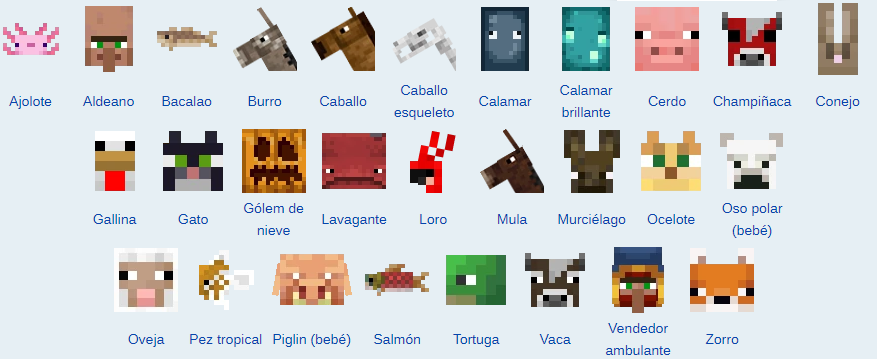 Ajolote
Aldeano
Bacalao
Burro
Caballo
Caballo
esqueleto
Calamar
Calamar
brillante
Cerdo
Champiñaca
Conejo
Gallina
Gato
Gólem de
nieve
Lavagante
Loro
Mula
Murciélago
Ocelote
Oso polar
(bebé)
Oveja
Pez tropical
Piglin (bebé)
Salmón
Tortuga
Vaca
Vendedor
ambulante
Zorro